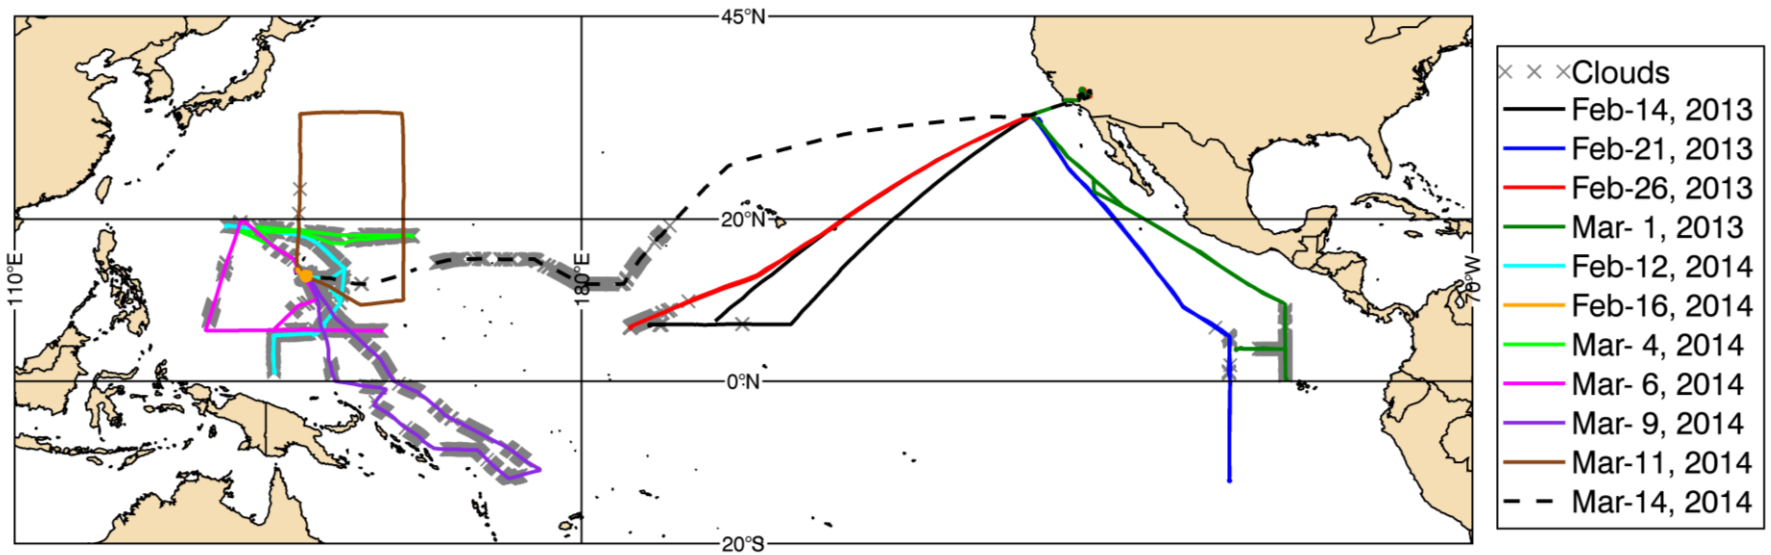 45°N
20°N
110°E
180°E
70°W
0°N
20°S
Clouds
Feb-14, 2013
Feb-21, 2013
Feb-26, 2013
Mar- 1, 2013
Feb-12, 2014
Feb-16, 2014
Mar- 4, 2014
Mar- 6, 2014
Mar- 9, 2014
Mar-11, 2014
Mar-14, 2014